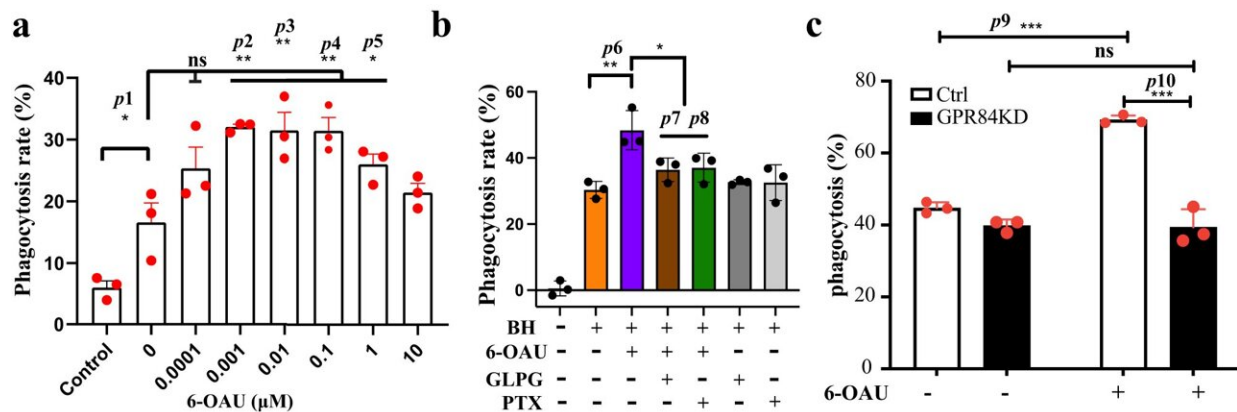 a
Phagocytosis rate (%)
40
30
20
10
0
ns
p1
*
p2
**
p3
**
p4
**
p5
*
Control
0
0.0001
0.001
0.01
0.1
1
10
6-OAU (μM)
b
Phagocytosis rate (%)
60
40
20
0
p6
**
*
p7 p8
BH - + + + + + +
6-OAU - - + + + - -
GLPG - - - + - + -
PTX - - - - + - +
c
phagocytosis (%)
80
60
40
20
0
p9 ***
ns
p10
***
Ctrl
GPR84KD
6-OAU - - + +